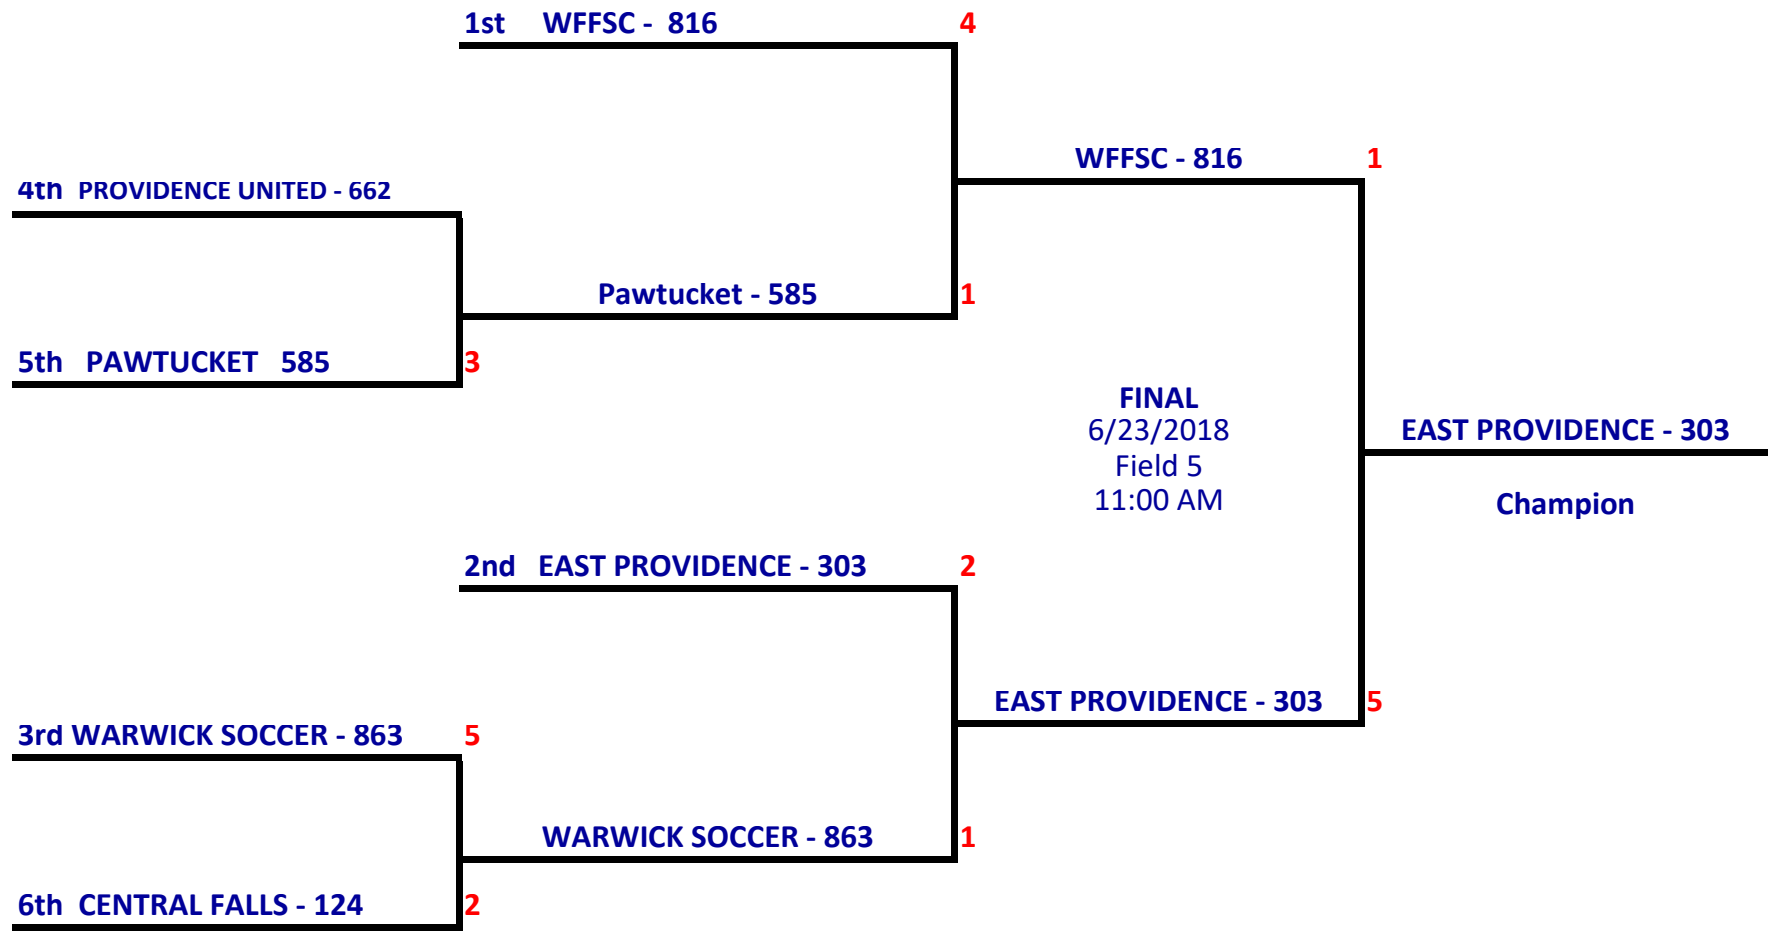 1st WFFSC - 816 4
WFFSC - 816 1
4th PROVIDENCE UNITED - 662
Pawtucket - 585 1
5th PAWTUCKET 585 3
FINAL
6/23/2018
Field 5
11:00 AM
EAST PROVIDENCE - 303
Champion
2nd EAST PROVIDENCE - 303 2
EAST PROVIDENCE - 303 5
3rd WARWICK SOCCER - 863 5
WARWICK SOCCER - 863 1
6th CENTRAL FALLS - 124 2